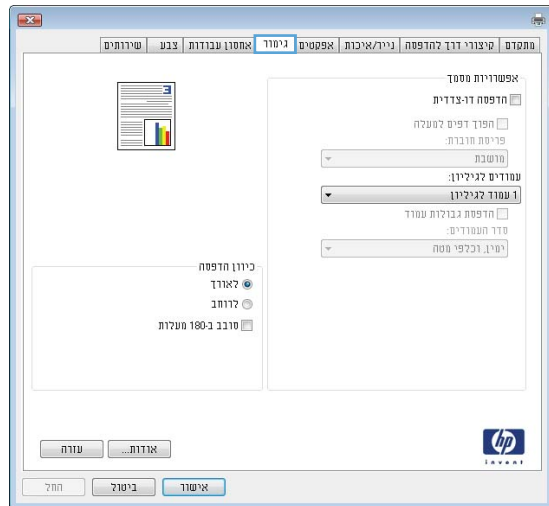 מתקדם
קיצורי דרך להדפסה
נייר/איכות
אפקטים
גימור
אחסון עבודות
צבע
שירותים
אפשרויות מסמך
הדפסה דו-צדדית
הפוך דפים למעלה
פריסת חוברת:
מושבת
עמודים לגיליון:
1 עמוד לגיליון
הדפסת גבולות עמוד
סדר העמודים:
ימין, וכלפי מטה
כיוון הדפסה
לאורך
לרוחב
סובב ב-180 מעלות
hp
invent
אודות...
עזרה
אישור
ביטול
החל